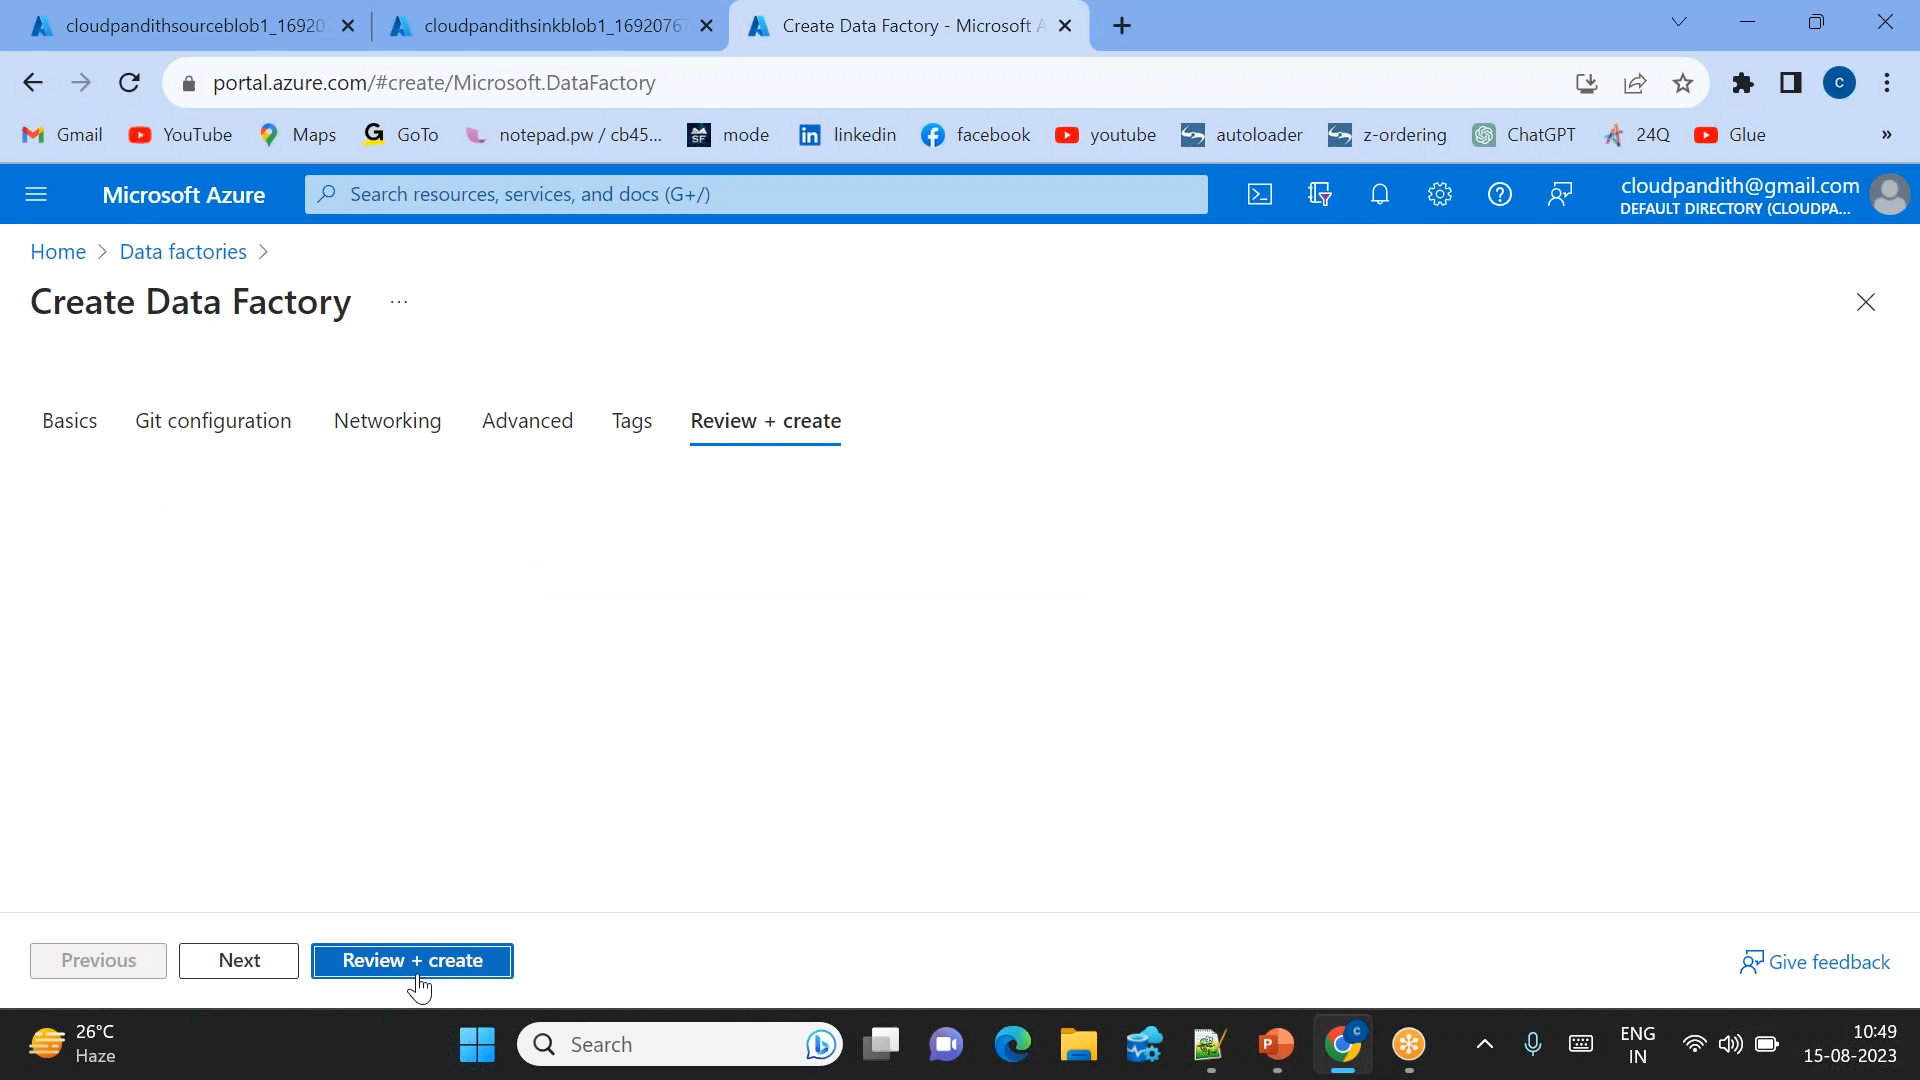 cloudpandithsourceblob1_16920
cloudpandithsinkblob1_1692076
Create Data Factory - Microsoft A
portal.azure.com/#create/Microsoft.DataFactory
Gmail
YouTube
Maps
GoTo
notepad.pw / cb45...
mode
linkedin
facebook
youtube
autoloader
z-ordering
ChatGPT
24Q
Glue
»
Microsoft Azure
Search resources, services, and docs (G+/)
cloudpandith@gmail.com
DEFAULT DIRECTORY (CLOUDPA...
Home > Data factories >
Create Data Factory ...
Basics
Git configuration
Networking
Advanced
Tags
Review + create
Previous
Next
Review + create
Give feedback
26°C
Haze
Search
ENG
IN
10:49
15-08-2023